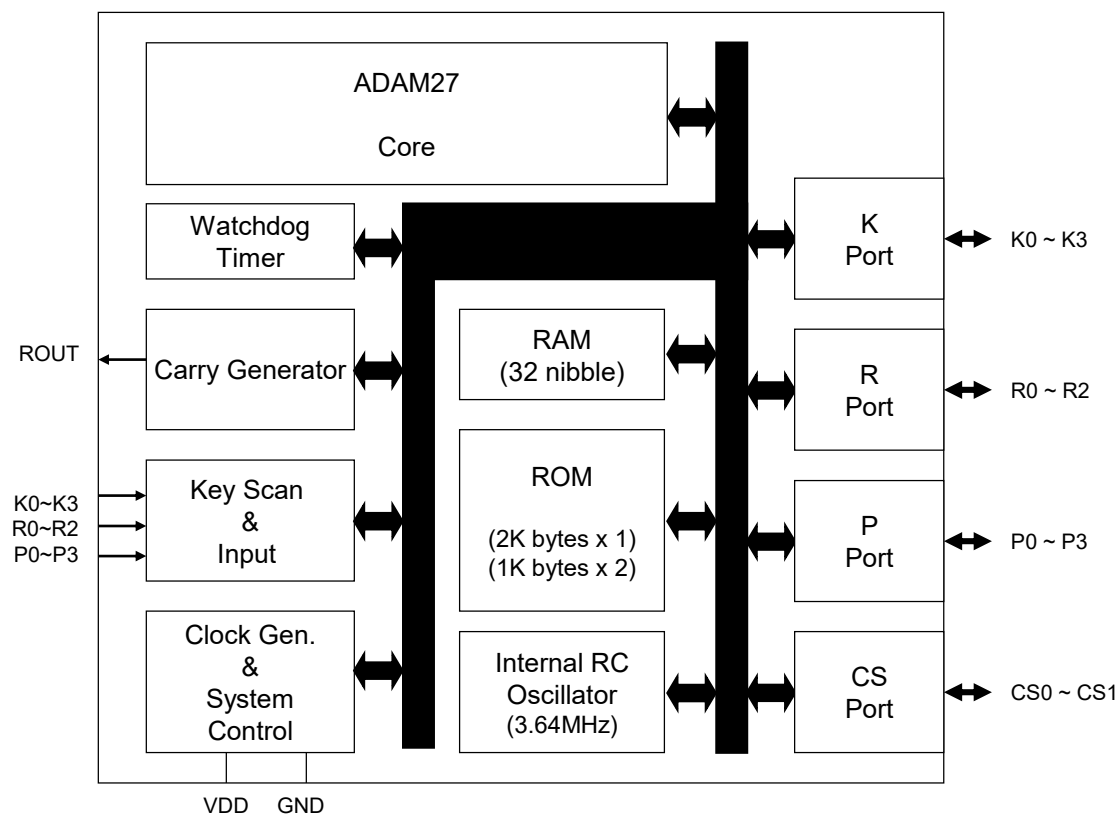 ADAM27
Core
Watchdog
Timer
K
Port
K0 ~ K3
ROUT
Carry Generator
RAM
(32 nibble)
R
Port
R0 ~ R2
K0~K3
R0~R2
P0~P3
Key Scan
&
Input
ROM
(2K bytes x 1)
(1K bytes x 2)
P
Port
P0 ~ P3
Clock Gen.
&
System
Control
Internal RC
Oscillator
(3.64MHz)
CS
Port
CS0 ~ CS1
VDD GND